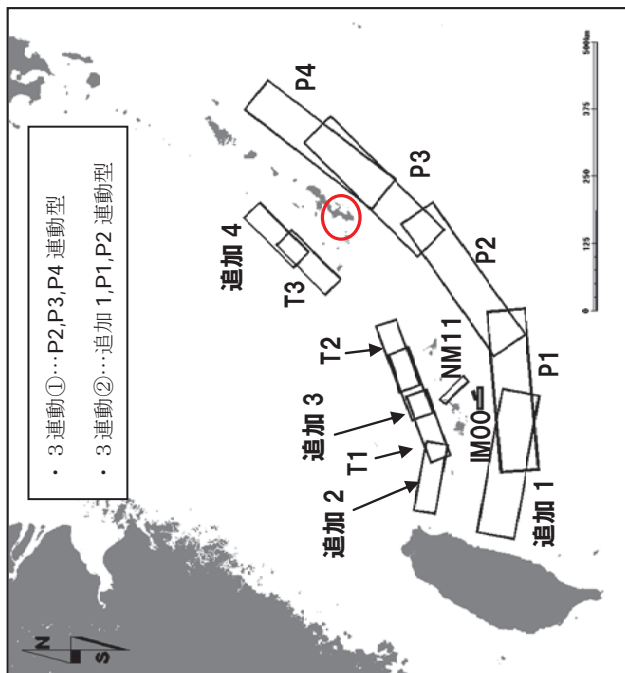 N
S
・ 3 連動①…P2,P3,P4 連動型
・ 3 連動②…追加 1,P1,P2 連動型
P4
P3
P2
P1
追加 4
T3
T2
追加 3
T1
追加 2
NM11
IM00
追加 1
0
125
250
375
500km